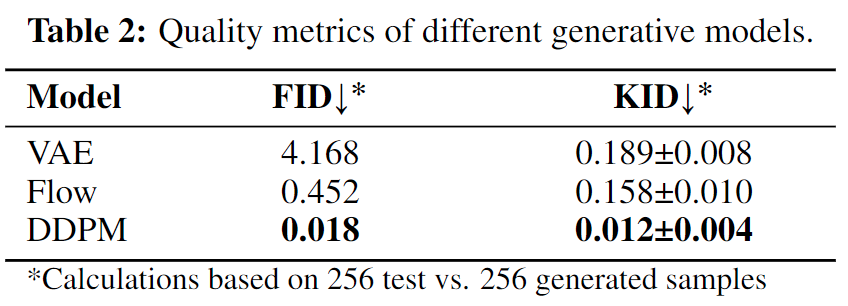 Table 2: Quality metrics of different generative models.
Model FID↓* KID↓*
VAE 4.168 0.189±0.008
Flow 0.452 0.158±0.010
DDPM 0.018 0.012±0.004
*Calculations based on 256 test vs. 256 generated samples